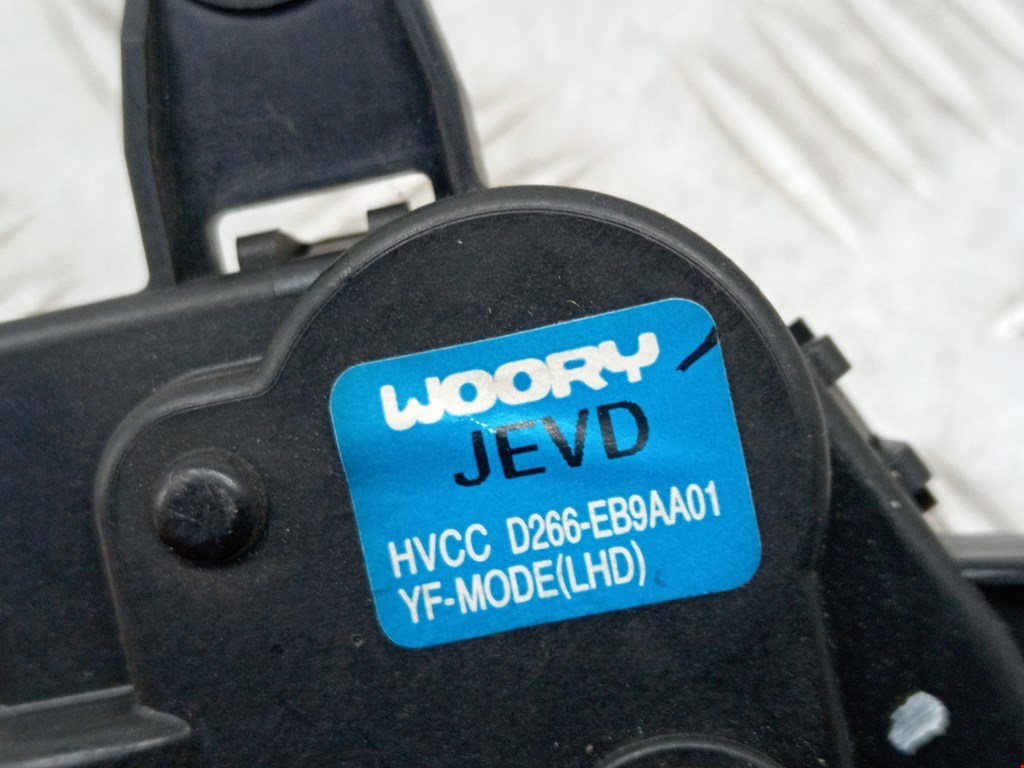 WOORY
JEVD
HVCC D266-EB9AA01
YF-MODE(LHD)